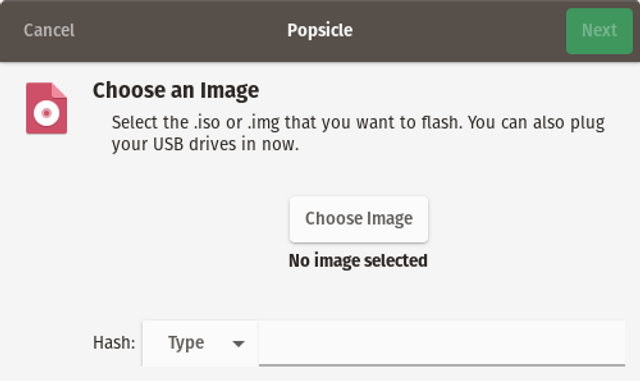 Cancel Popsicle Next
Choose an Image
Select the .iso or .img that you want to flash. You can also plug
your USB drives in now.
Choose Image
No image selected
Hash: Type